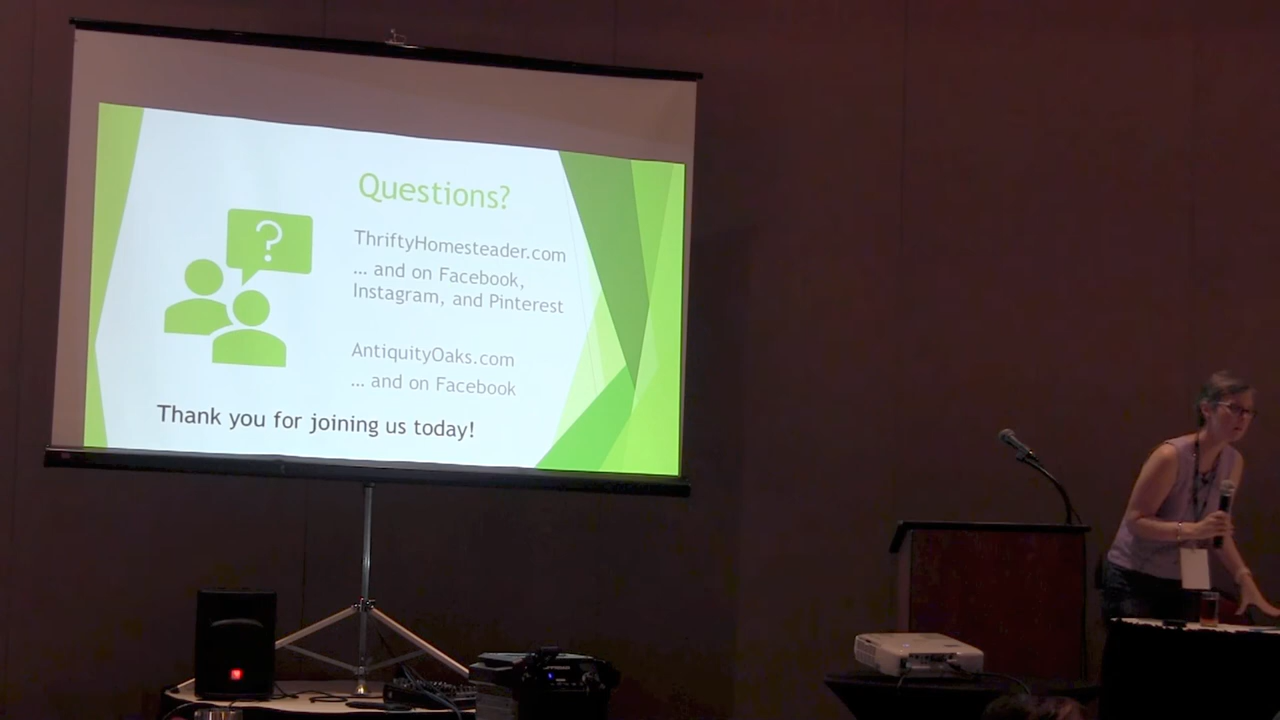 Questions?
?
ThriftyHomesteader.com
... and on Facebook,
Instagram, and Pinterest
AntiquityOaks.com
... and on Facebook
Thank you for joining us today!